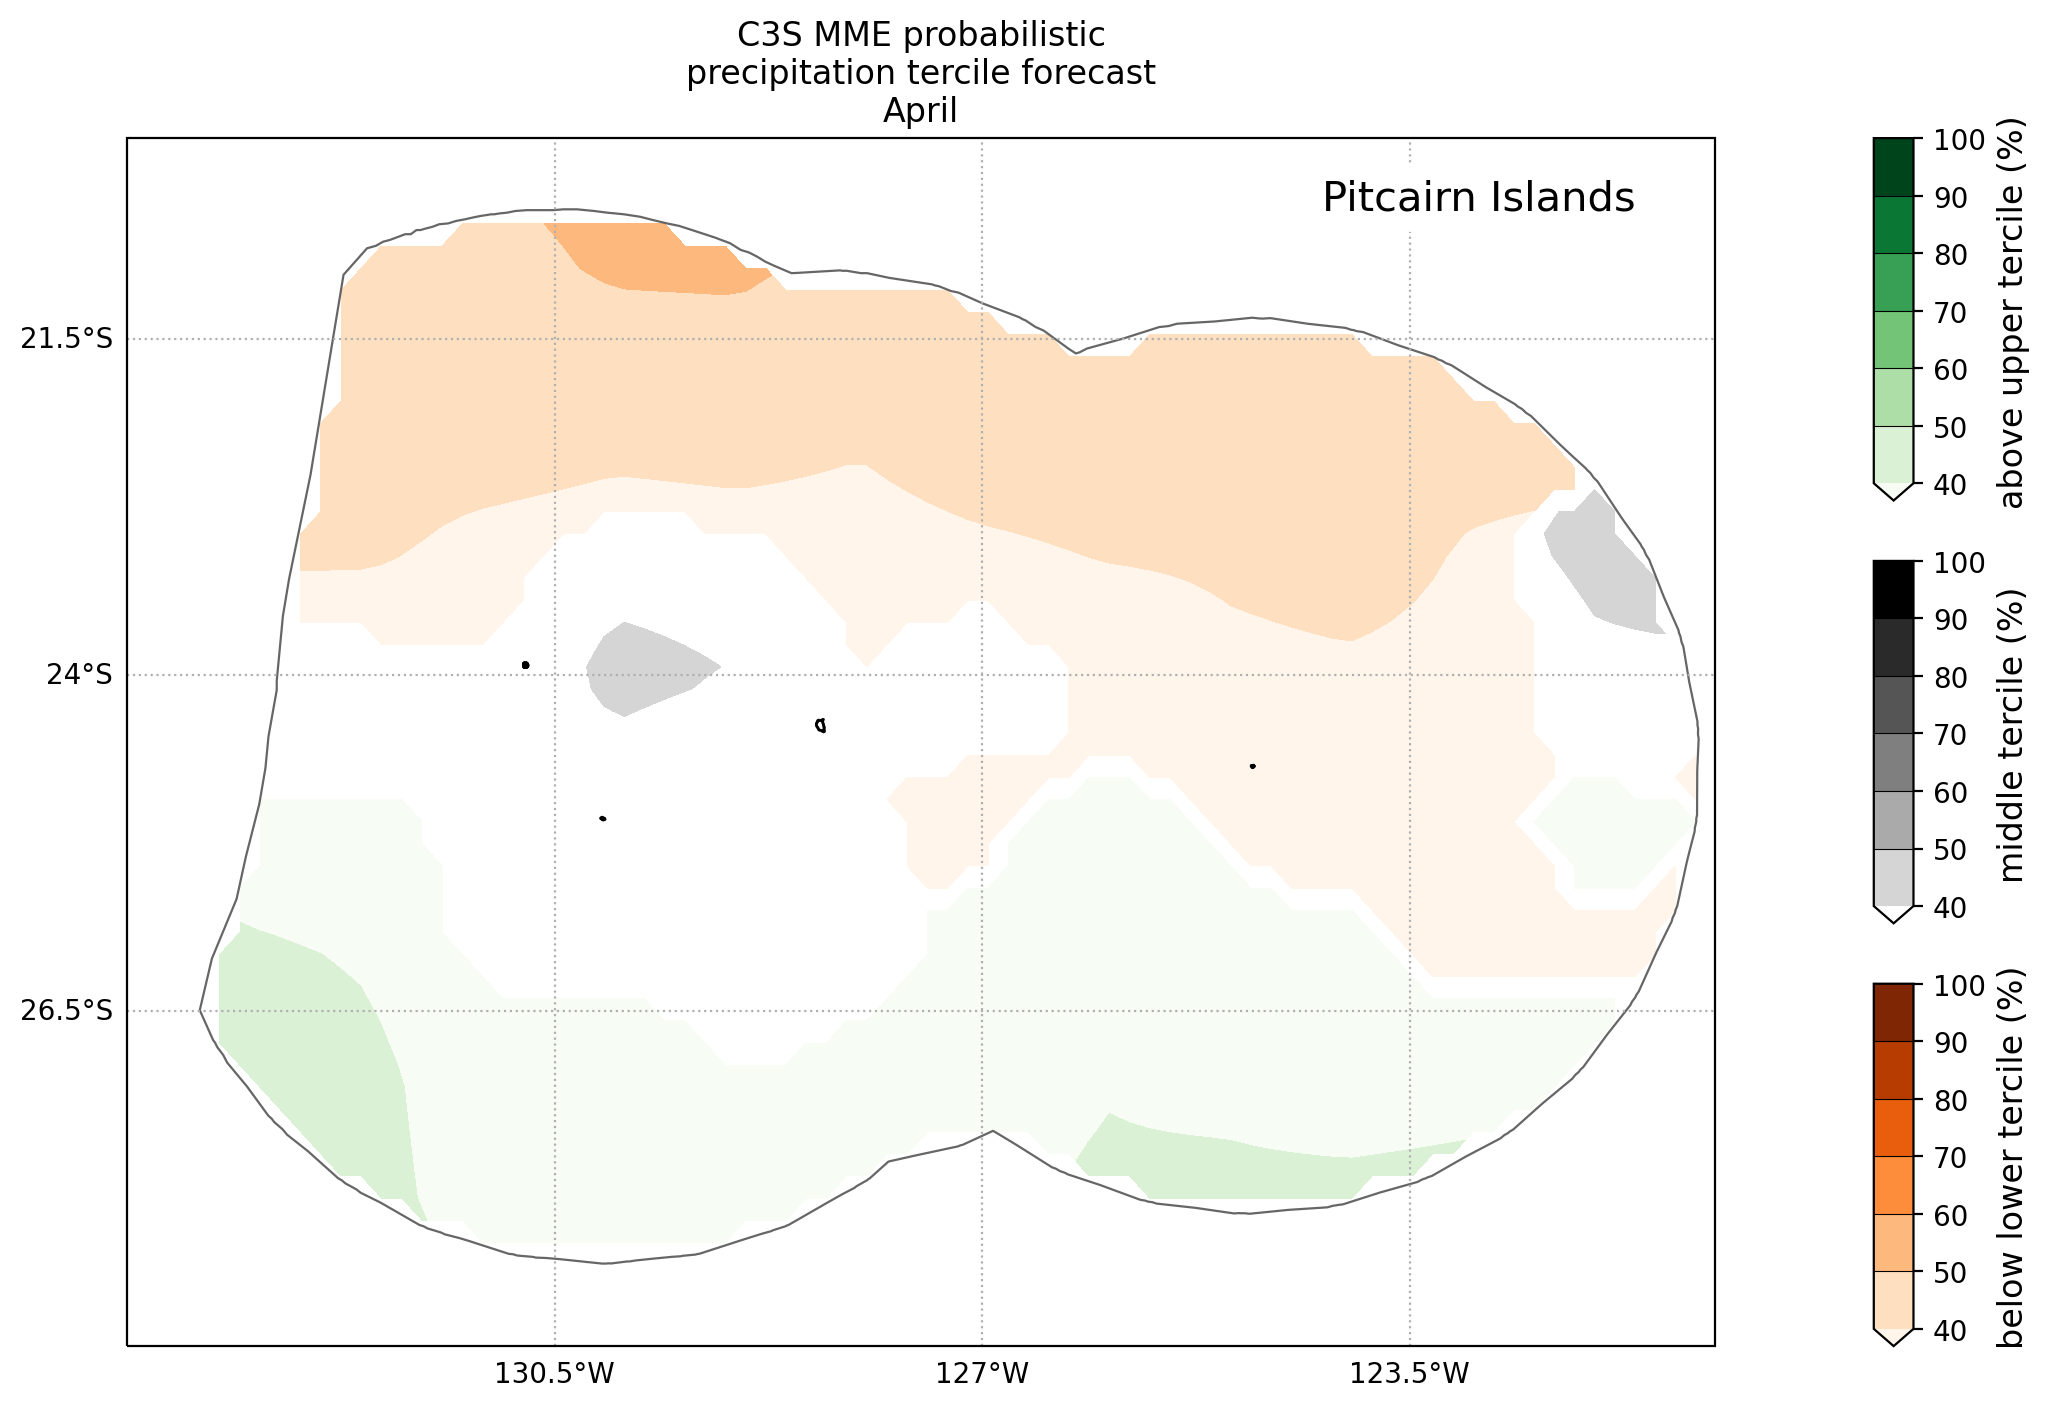 C3S MME probabilistic
precipitation tercile forecast
April
Pitcairn Islands
21.5°S
24°S
26.5°S
130.5°W
127°W
123.5°W
100
90
80
70
60
50
40
above upper tercile (%)
100
90
80
70
60
50
40
middle tercile (%)
100
90
80
70
60
50
40
below lower tercile (%)